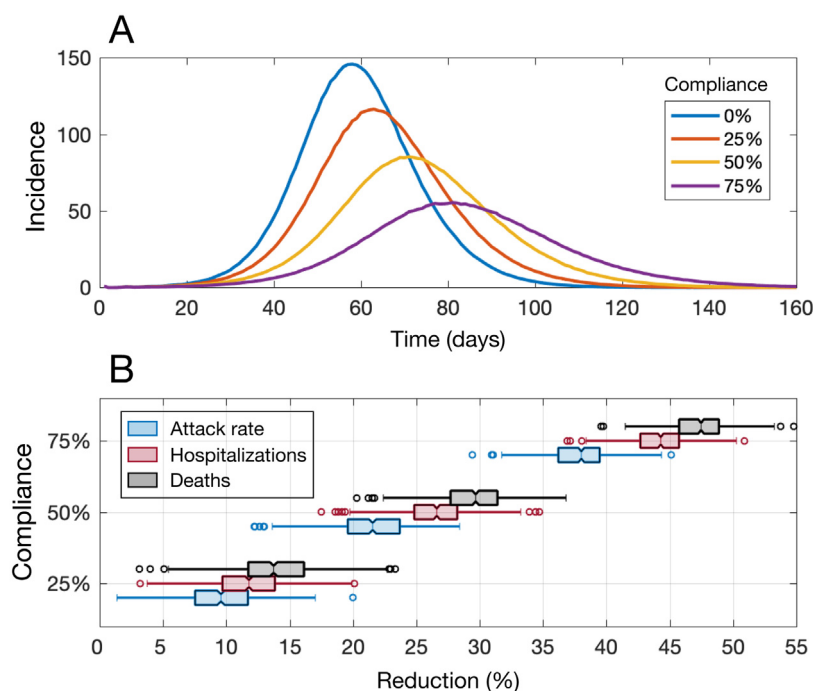 A
150
100
50
0
Incidence
Compliance
0%
25%
50%
75%
0 20 40 60 80 100 120 140 160
Time (days)
B
Attack rate
Hospitalizations
Deaths
Compliance
75%
50%
25%
0 5 10 15 20 25 30 35 40 45 50 55
Reduction (%)